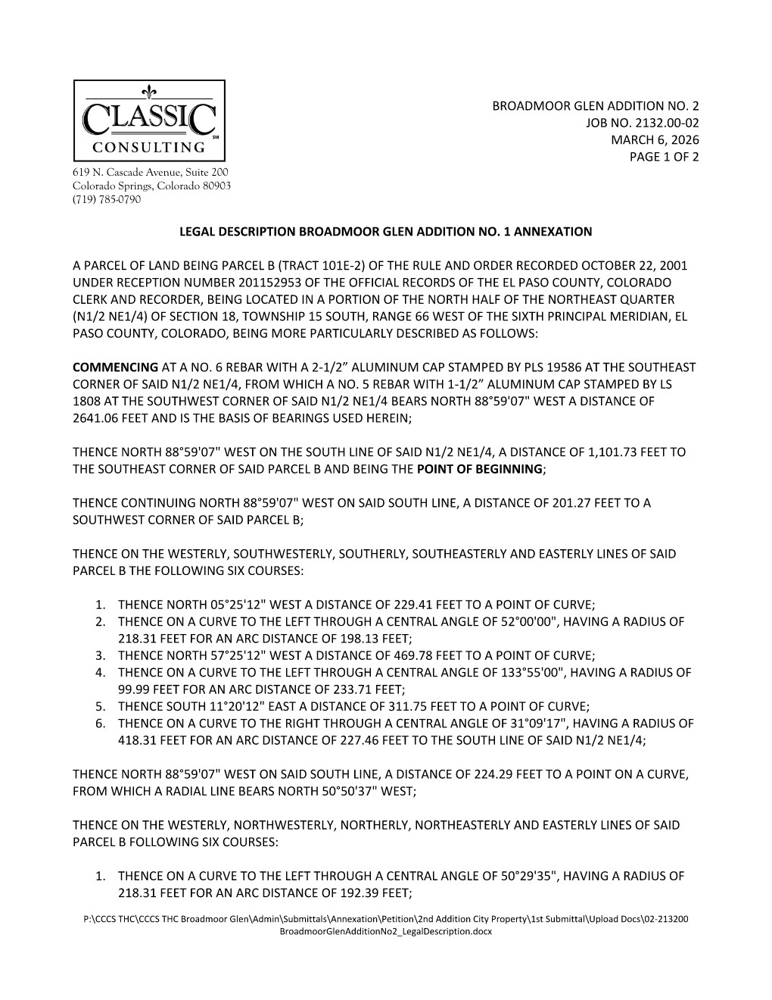 CLASSIC
CONSULTING
SM
619 N. Cascade Avenue, Suite 200
Colorado Springs, Colorado 80903
(719) 785-0790
BROADMOOR GLEN ADDITION NO. 2
JOB NO. 2132.00-02
MARCH 6, 2026
PAGE 1 OF 2
LEGAL DESCRIPTION BROADMOOR GLEN ADDITION NO. 1 ANNEXATION
A PARCEL OF LAND BEING PARCEL B (TRACT 101E-2) OF THE RULE AND ORDER RECORDED OCTOBER 22, 2001
UNDER RECEPTION NUMBER 201152953 OF THE OFFICIAL RECORDS OF THE EL PASO COUNTY, COLORADO
CLERK AND RECORDER, BEING LOCATED IN A PORTION OF THE NORTH HALF OF THE NORTHEAST QUARTER
(N1/2 NE1/4) OF SECTION 18, TOWNSHIP 15 SOUTH, RANGE 66 WEST OF THE SIXTH PRINCIPAL MERIDIAN, EL
PASO COUNTY, COLORADO, BEING MORE PARTICULARLY DESCRIBED AS FOLLOWS:
COMMENCING AT A NO. 6 REBAR WITH A 2-1/2” ALUMINUM CAP STAMPED BY PLS 19586 AT THE SOUTHEAST
CORNER OF SAID N1/2 NE1/4, FROM WHICH A NO. 5 REBAR WITH 1-1/2” ALUMINUM CAP STAMPED BY LS
1808 AT THE SOUTHWEST CORNER OF SAID N1/2 NE1/4 BEARS NORTH 88°59'07" WEST A DISTANCE OF
2641.06 FEET AND IS THE BASIS OF BEARINGS USED HEREIN;
THENCE NORTH 88°59'07" WEST ON THE SOUTH LINE OF SAID N1/2 NE1/4, A DISTANCE OF 1,101.73 FEET TO
THE SOUTHEAST CORNER OF SAID PARCEL B AND BEING THE POINT OF BEGINNING;
THENCE CONTINUING NORTH 88°59'07" WEST ON SAID SOUTH LINE, A DISTANCE OF 201.27 FEET TO A
SOUTHWEST CORNER OF SAID PARCEL B;
THENCE ON THE WESTERLY, SOUTHWESTERLY, SOUTHERLY, SOUTHEASTERLY AND EASTERLY LINES OF SAID
PARCEL B THE FOLLOWING SIX COURSES:
1. THENCE NORTH 05°25'12" WEST A DISTANCE OF 229.41 FEET TO A POINT OF CURVE;
2. THENCE ON A CURVE TO THE LEFT THROUGH A CENTRAL ANGLE OF 52°00'00", HAVING A RADIUS OF
218.31 FEET FOR AN ARC DISTANCE OF 198.13 FEET;
3. THENCE NORTH 57°25'12" WEST A DISTANCE OF 469.78 FEET TO A POINT OF CURVE;
4. THENCE ON A CURVE TO THE LEFT THROUGH A CENTRAL ANGLE OF 133°55'00", HAVING A RADIUS OF
99.99 FEET FOR AN ARC DISTANCE OF 233.71 FEET;
5. THENCE SOUTH 11°20'12" EAST A DISTANCE OF 311.75 FEET TO A POINT OF CURVE;
6. THENCE ON A CURVE TO THE RIGHT THROUGH A CENTRAL ANGLE OF 31°09'17", HAVING A RADIUS OF
418.31 FEET FOR AN ARC DISTANCE OF 227.46 FEET TO THE SOUTH LINE OF SAID N1/2 NE1/4;
THENCE NORTH 88°59'07" WEST ON SAID SOUTH LINE, A DISTANCE OF 224.29 FEET TO A POINT ON A CURVE,
FROM WHICH A RADIAL LINE BEARS NORTH 50°50'37" WEST;
THENCE ON THE WESTERLY, NORTHWESTERLY, NORTHERLY, NORTHEASTERLY AND EASTERLY LINES OF SAID
PARCEL B FOLLOWING SIX COURSES:
1. THENCE ON A CURVE TO THE LEFT THROUGH A CENTRAL ANGLE OF 50°29'35", HAVING A RADIUS OF
218.31 FEET FOR AN ARC DISTANCE OF 192.39 FEET;
P:\CCCS THC\CCCS THC Broadmoor Glen\Admin\Submittals\Annexation\Petition\2nd Addition City Property\1st Submittal\Upload Docs\02-213200
BroadmoorGlenAdditionNo2_LegalDescription.docx